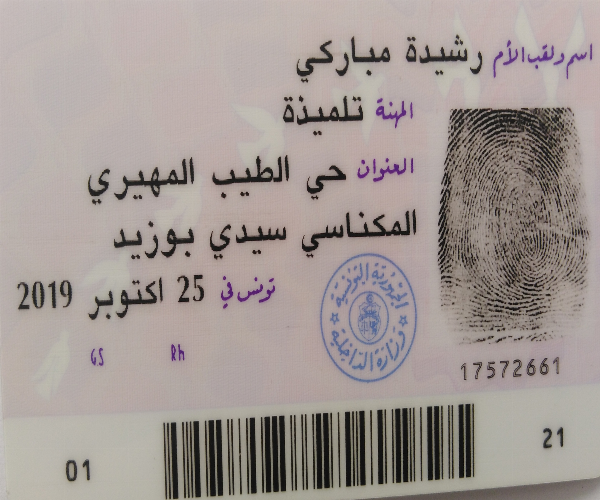 اسم ولقب الأم رشيدة مباركي
المهنة تلميذة
العنوان حي الطيب المهيري
المكناسي سيدي بوزيد
تونس في 25 اكتوبر 2019
الجمهورية التونسية
وزارة الداخلية
GS Rh
17572661
01 21